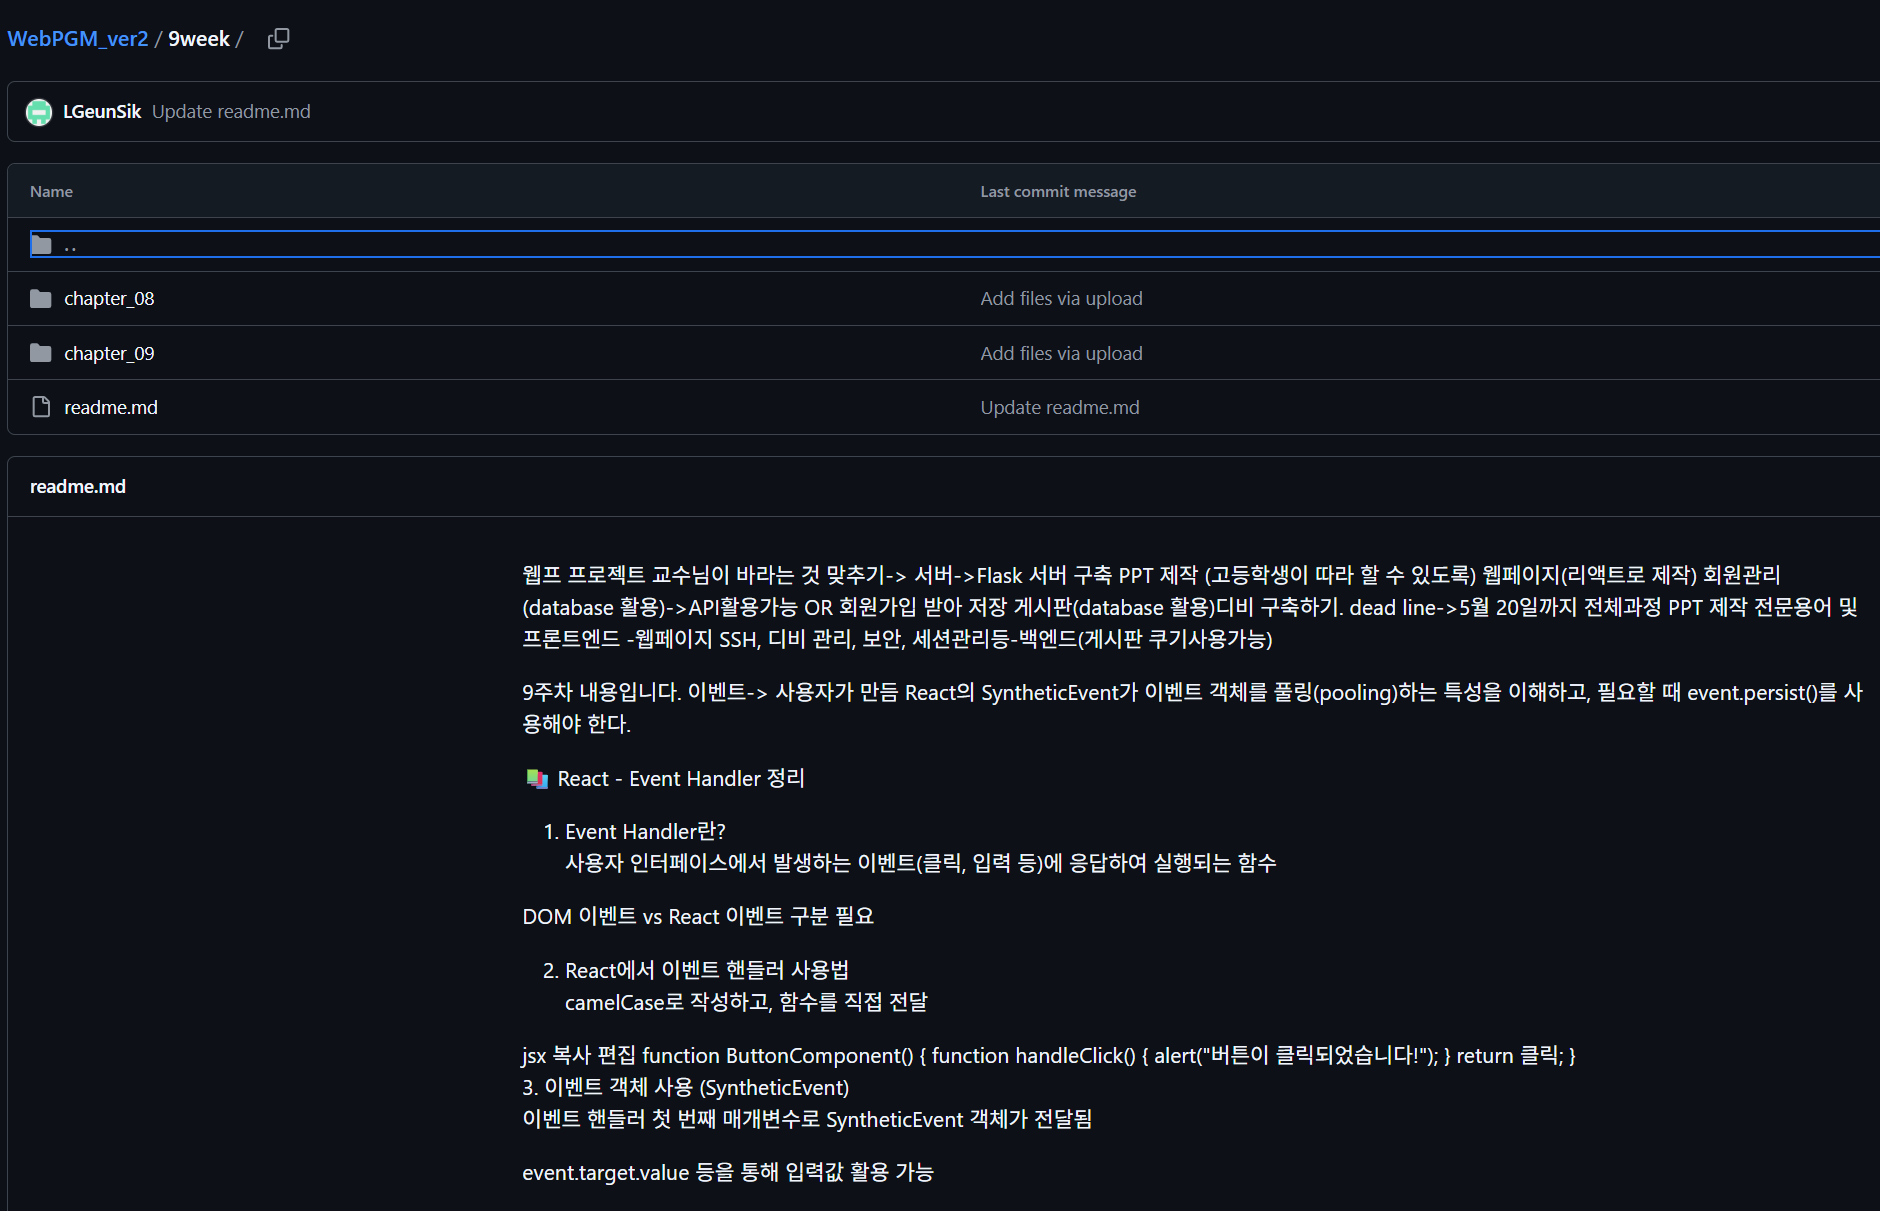 WebPGM_ver2 / 9week /
LGeunSik Update readme.md
Name Last commit message
..
chapter_08 Add files via upload
chapter_09 Add files via upload
readme.md Update readme.md
readme.md
웹프 프로젝트 교수님이 바라는 것 맞추기-> 서버->Flask 서버 구축 PPT 제작 (고등학생이 따라 할 수 있도록) 웹페이지(리액트로 제작) 회원관리
(database 활용)->API활용가능 OR 회원가입 받아 저장 게시판(database 활용)디비 구축하기. dead line->5월 20일까지 전체과정 PPT 제작 전문용어 및
프론트엔드 -웹페이지 SSH, 디비 관리, 보안, 세션관리등-백엔드(게시판 쿠기사용가능)
9주차 내용입니다. 이벤트-> 사용자가 만듬 React의 SyntheticEvent가 이벤트 객체를 풀링(pooling)하는 특성을 이해하고, 필요할 때 event.persist()를 사
용해야 한다.
📚 React - Event Handler 정리
1. Event Handler란?
사용자 인터페이스에서 발생하는 이벤트(클릭, 입력 등)에 응답하여 실행되는 함수
DOM 이벤트 vs React 이벤트 구분 필요
2. React에서 이벤트 핸들러 사용법
camelCase로 작성하고, 함수를 직접 전달
jsx 복사 편집 function ButtonComponent() { function handleClick() { alert("버튼이 클릭되었습니다!"); } return 클릭; }
3. 이벤트 객체 사용 (SyntheticEvent)
이벤트 핸들러 첫 번째 매개변수로 SyntheticEvent 객체가 전달됨
event.target.value 등을 통해 입력값 활용 가능